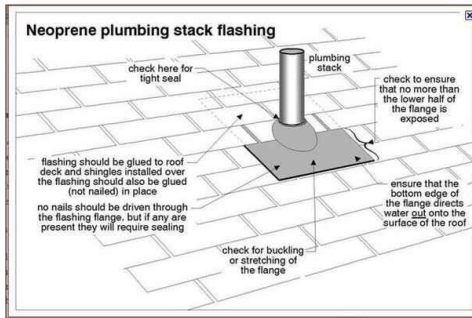 Neoprene plumbing stack flashing
check here for
tight seal
plumbing
stack
check to ensure
that no more than
the lower half of
the flange is
exposed
flashing should be glued to roof
deck and shingles installed over
the flashing should also be glued
(not nailed) in place
no nails should be driven through
the flashing flange, but if any are
present they will require sealing
ensure that the
bottom edge of
the flange directs
water out onto the
surface of the roof
check for buckling
or stretching of
the flange